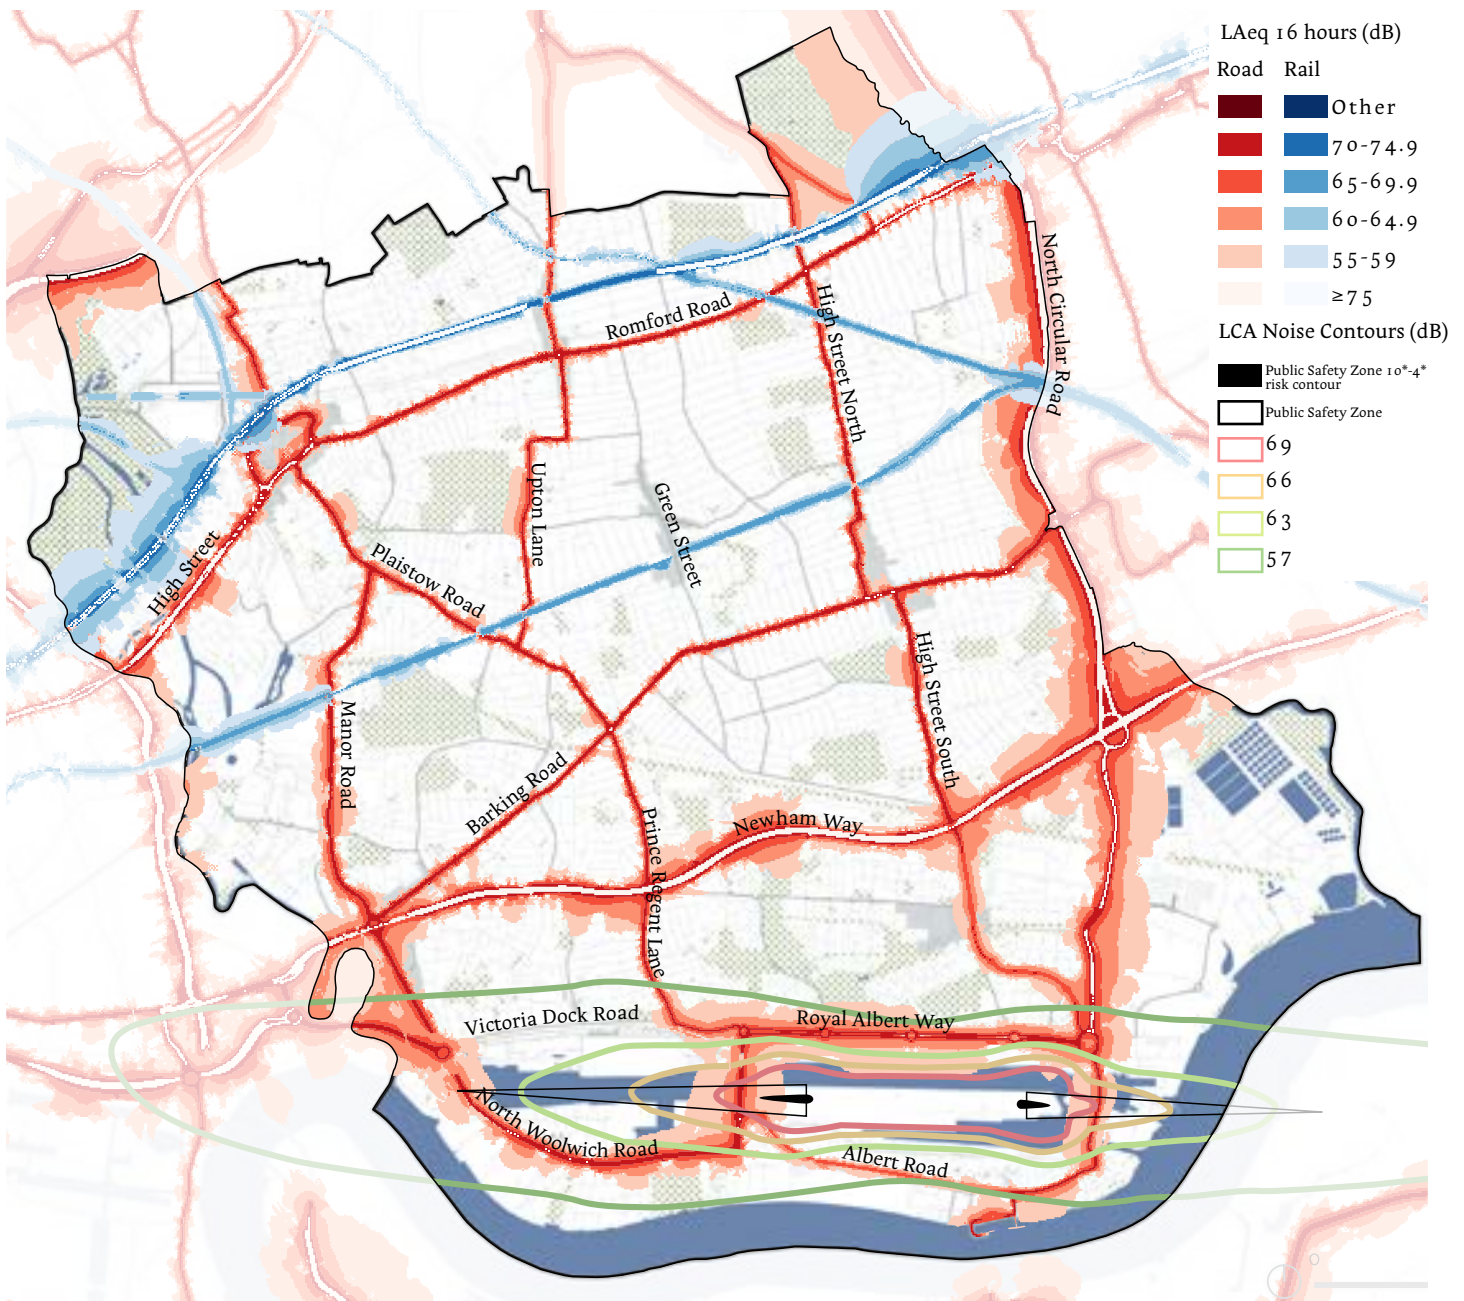 LAeq 16 hours (dB)
Road Rail
Other
70-74.9
65-69.9
60-64.9
55-59
≥75
LCA Noise Contours (dB)
Public Safety Zone 10*-4*
risk contour
Public Safety Zone
69
66
63
57
North Circular Road
Romford Road
High Street North
Upton Lane
Green Street
High Street
Plaistow Road
High Street South
Manor Road
Barking Road
Newham Way
Prince Regent Lane
Victoria Dock Road
Royal Albert Way
North Woolwich Road
Albert Road
0